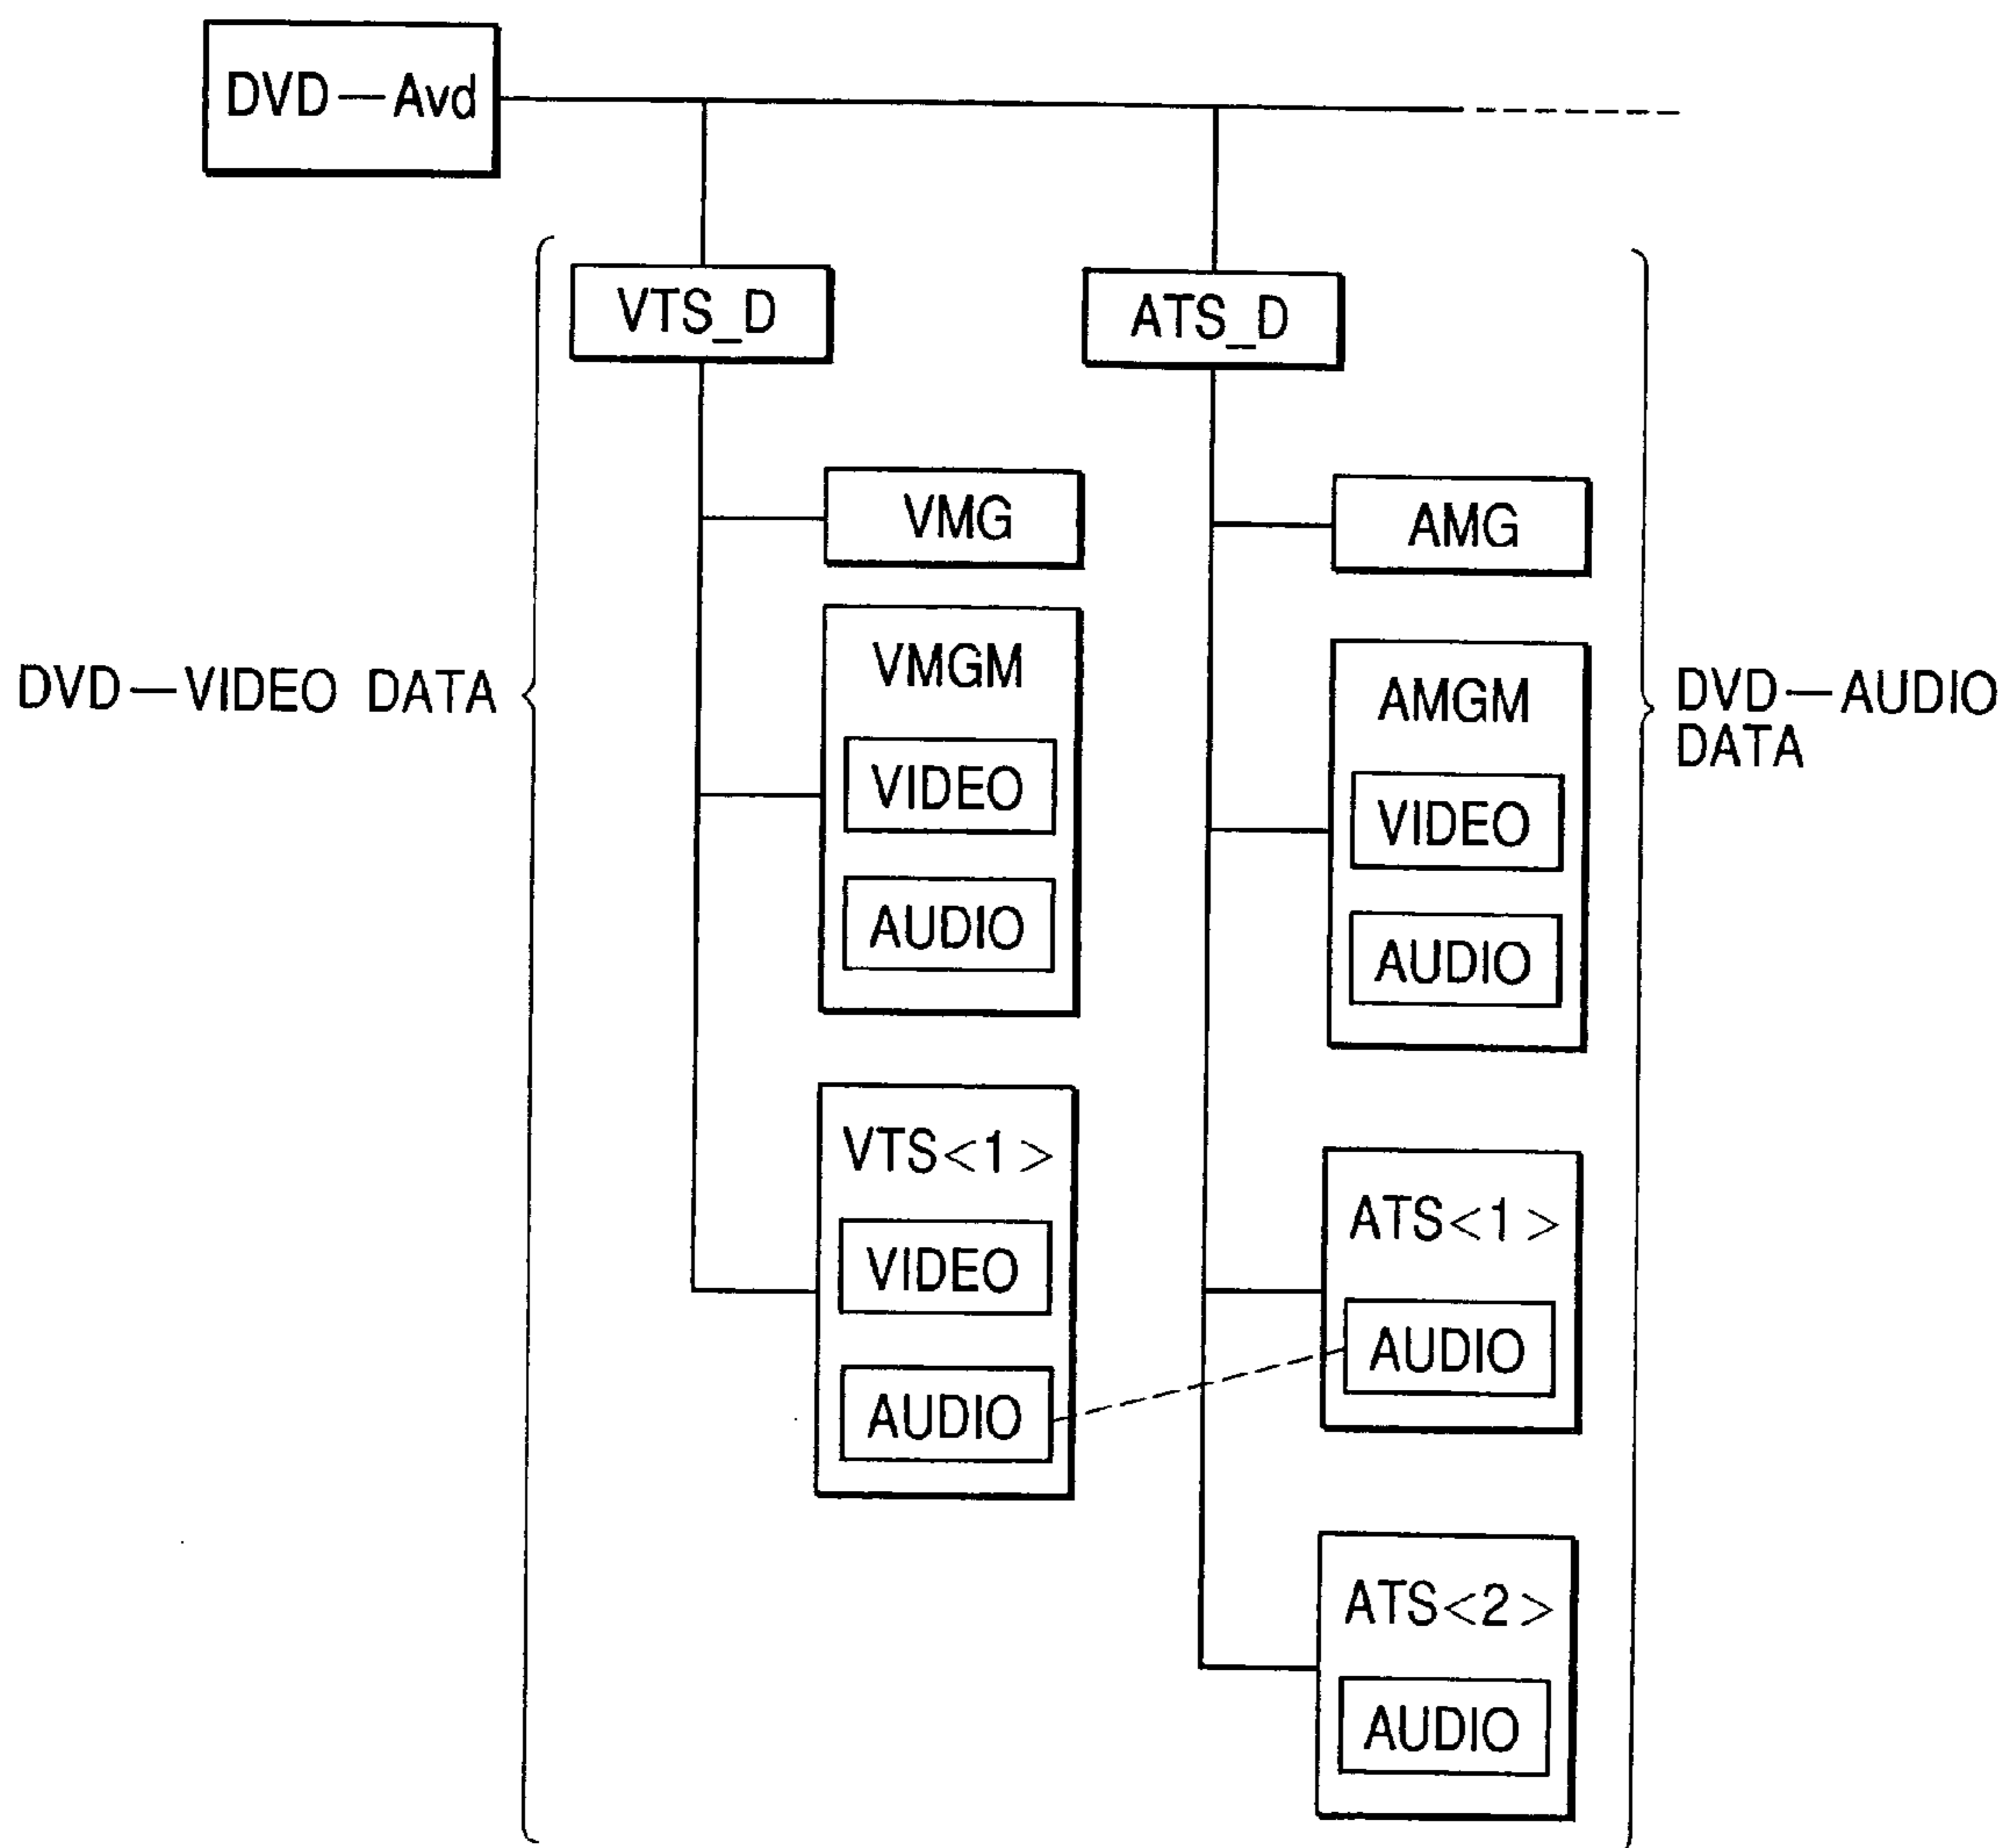 DVD—Avd
VTS_D
ATS_D
VMG
AMG
DVD—VIDEO DATA
VMGM
VIDEO
AUDIO
AMGM
VIDEO
AUDIO
DVD—AUDIO
DATA
VTS<1>
VIDEO
AUDIO
ATS<1>
AUDIO
ATS<2>
AUDIO